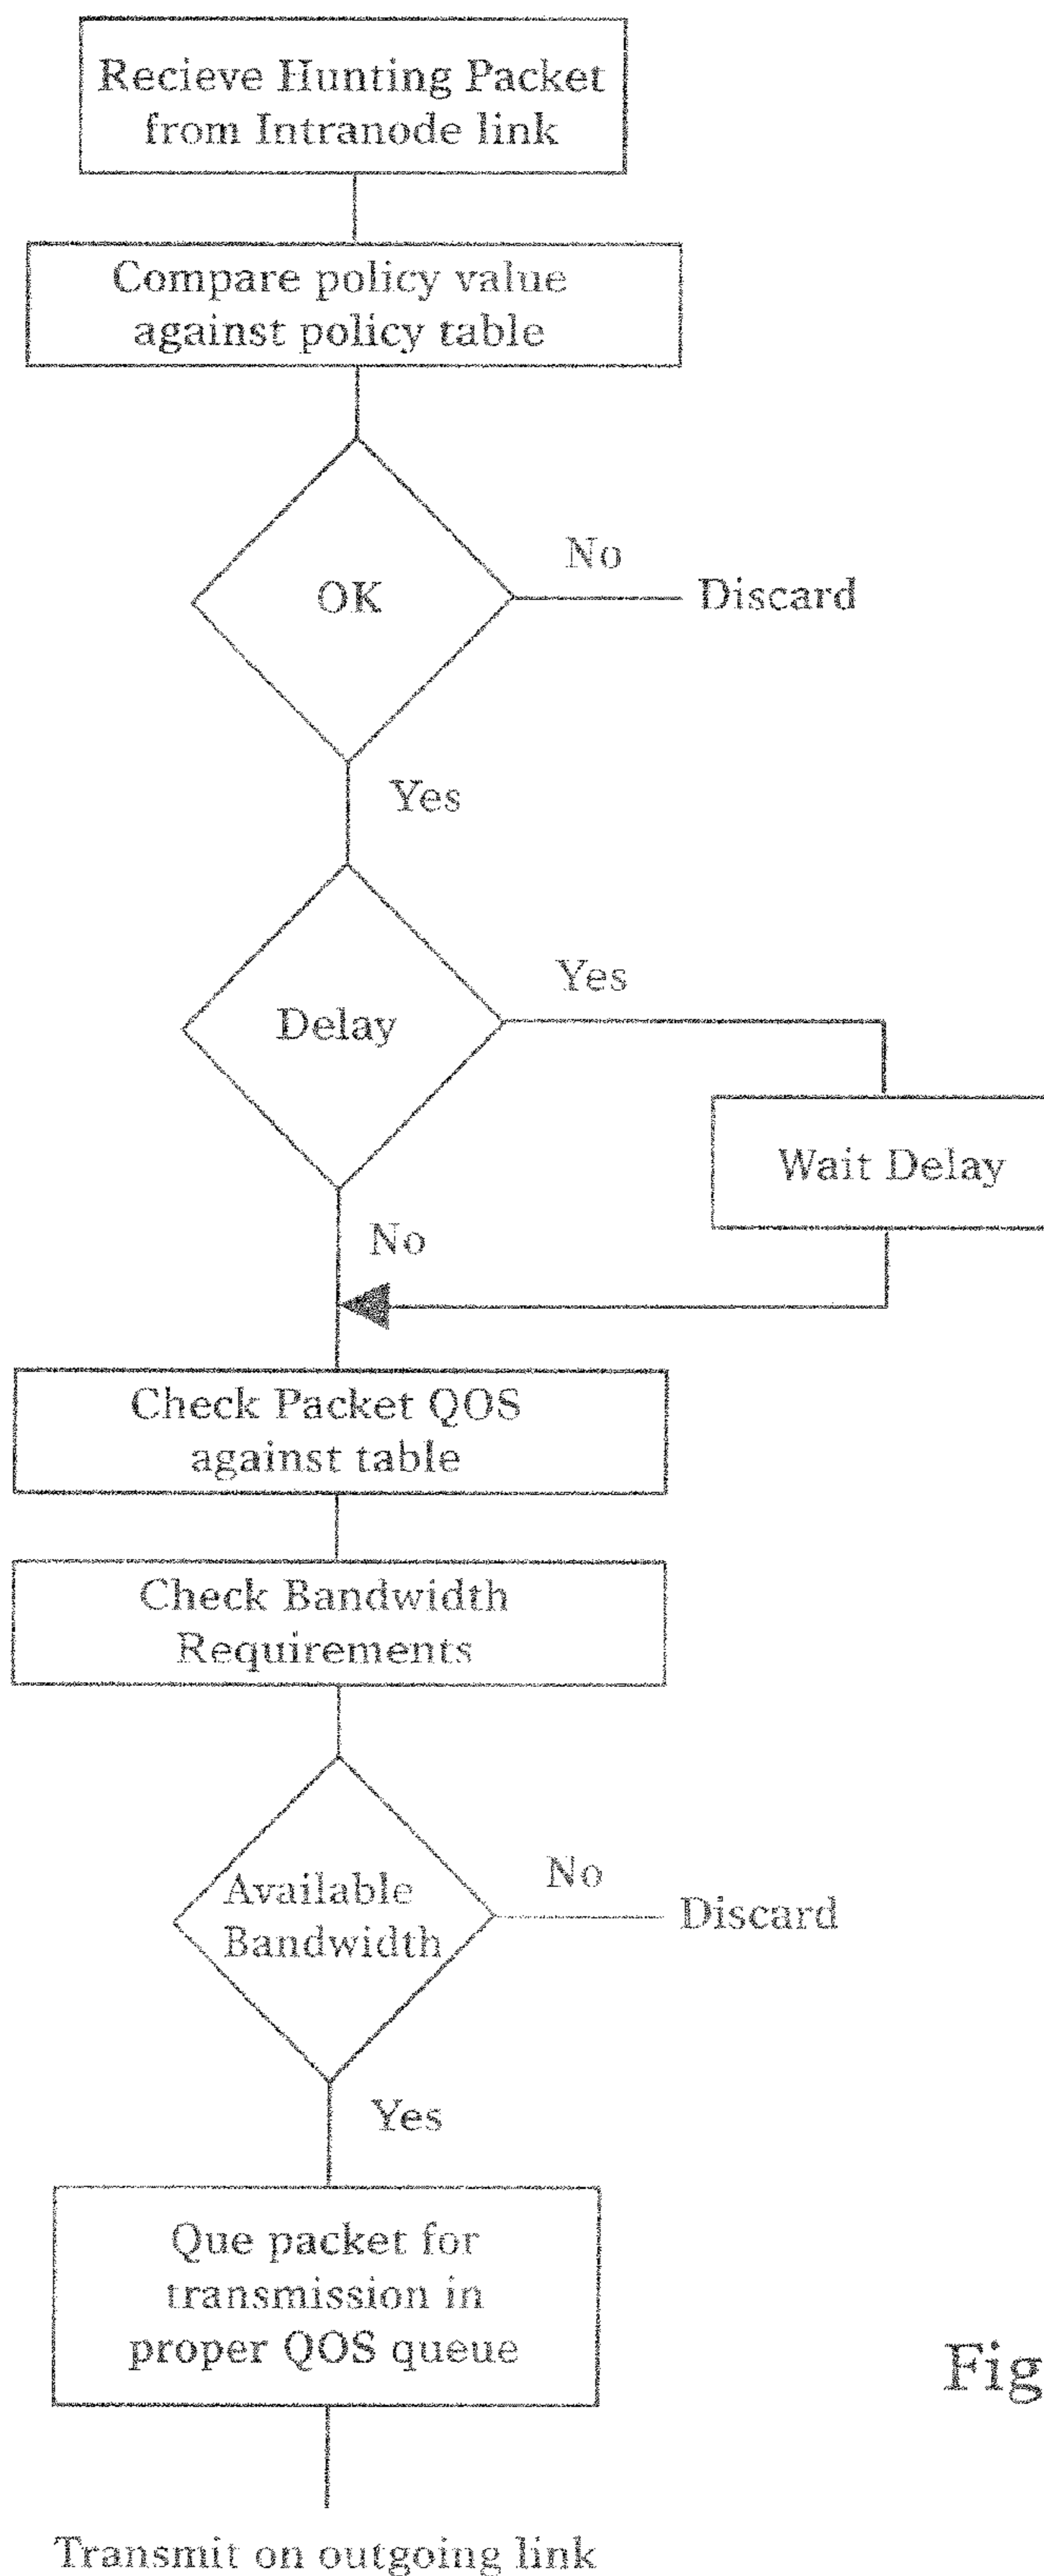 Recieve Hunting Packet
from Intranode link
Compare policy value
against policy table
OK
No
Discard
Yes
Delay
Yes
Wait Delay
No
Check Packet QOS
against table
Check Bandwidth
Requirements
Available
Bandwidth
No
Discard
Yes
Que packet for
transmission in
proper QOS queue
Fig
Transmit on outgoing link